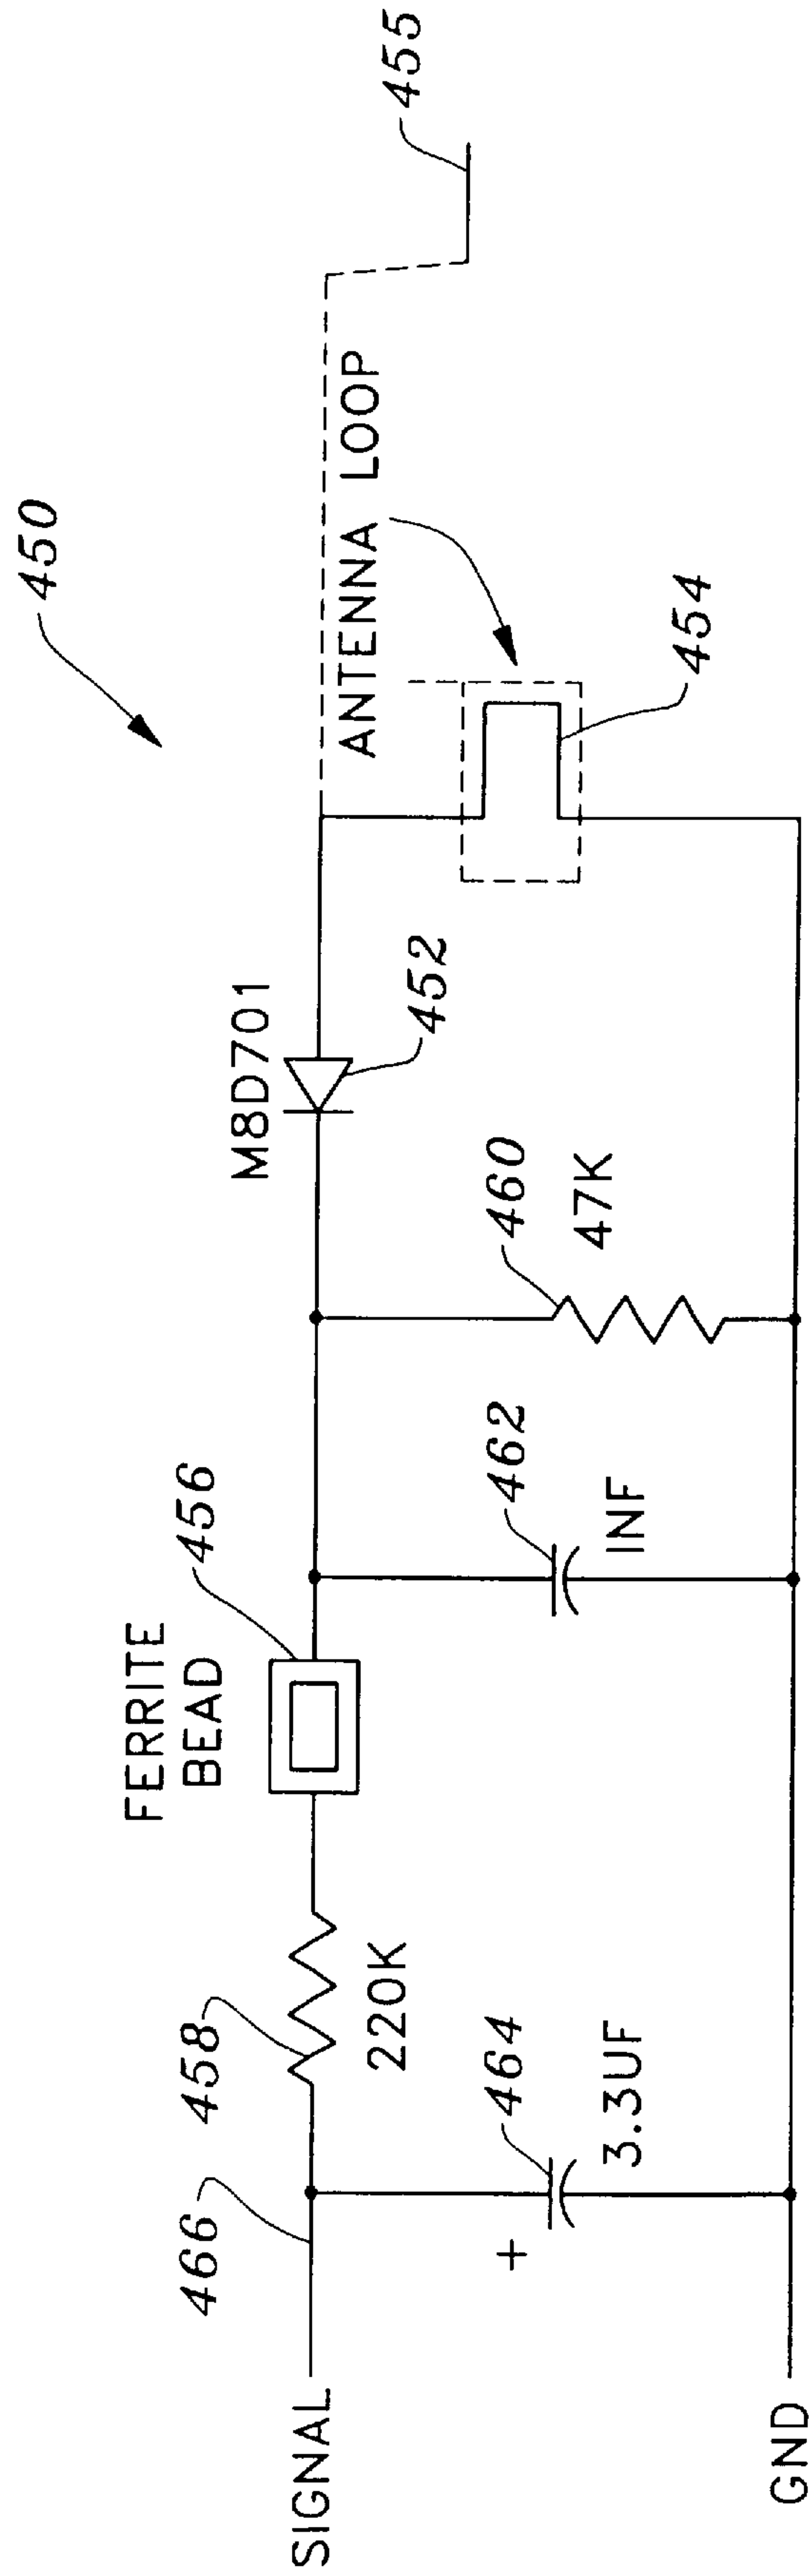 450
455
ANTENNA LOOP
454
M8D701
452
460
47K
462
INF
FERRITE
BEAD
456
458
220K
464
3.3UF
+
466
SIGNAL
GND